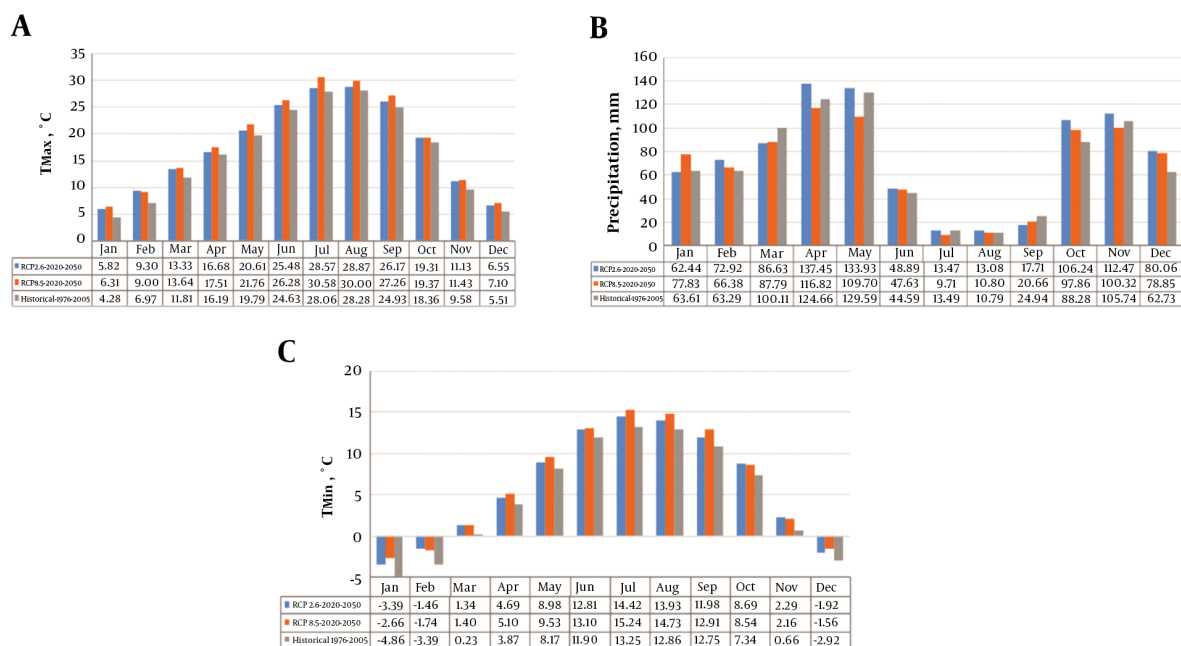 A
TMax, °C
35
30
25
20
15
10
5
0
Jan Feb Mar Apr May Jun Jul Aug Sep Oct Nov Dec
RCP2.6-2020-2050 5.82 9.30 13.33 16.68 20.61 25.48 28.57 28.87 26.17 19.31 11.13 6.55
RCP8.5-2020-2050 6.31 9.00 13.64 17.51 21.76 26.28 30.58 30.00 27.26 19.37 11.43 7.10
Historical-1976-2005 4.28 6.97 11.81 16.19 19.79 24.63 28.06 28.28 24.93 18.36 9.58 5.51
B
Precipitation, mm
160
140
120
100
80
60
40
20
0
Jan Feb Mar Apr May Jun Jul Aug Sep Oct Nov Dec
RCP2.6-2020-2050 62.44 72.92 86.63 137.45 133.93 48.89 13.47 13.08 17.71 106.24 112.47 80.06
RCP8.5-2020-2050 77.83 66.38 87.79 116.82 109.70 47.63 9.71 10.80 20.66 97.86 100.32 78.85
Historical-1976-2005 63.61 63.29 100.11 124.66 129.59 44.59 13.49 10.79 24.94 88.28 105.74 62.73
C
TMin, °C
20
15
10
5
0
-5
Jan Feb Mar Apr May Jun Jul Aug Sep Oct Nov Dec
RCP 2.6-2020-2050 -3.39 -1.46 1.34 4.69 8.98 12.81 14.42 13.93 11.98 8.69 2.29 -1.92
RCP 8.5-2020-2050 -2.66 -1.74 1.40 5.10 9.53 13.10 15.24 14.73 12.91 8.54 2.16 -1.56
Historical 1976-2005 -4.86 -3.39 0.23 3.87 8.17 11.90 13.25 12.86 12.75 7.34 0.66 -2.92